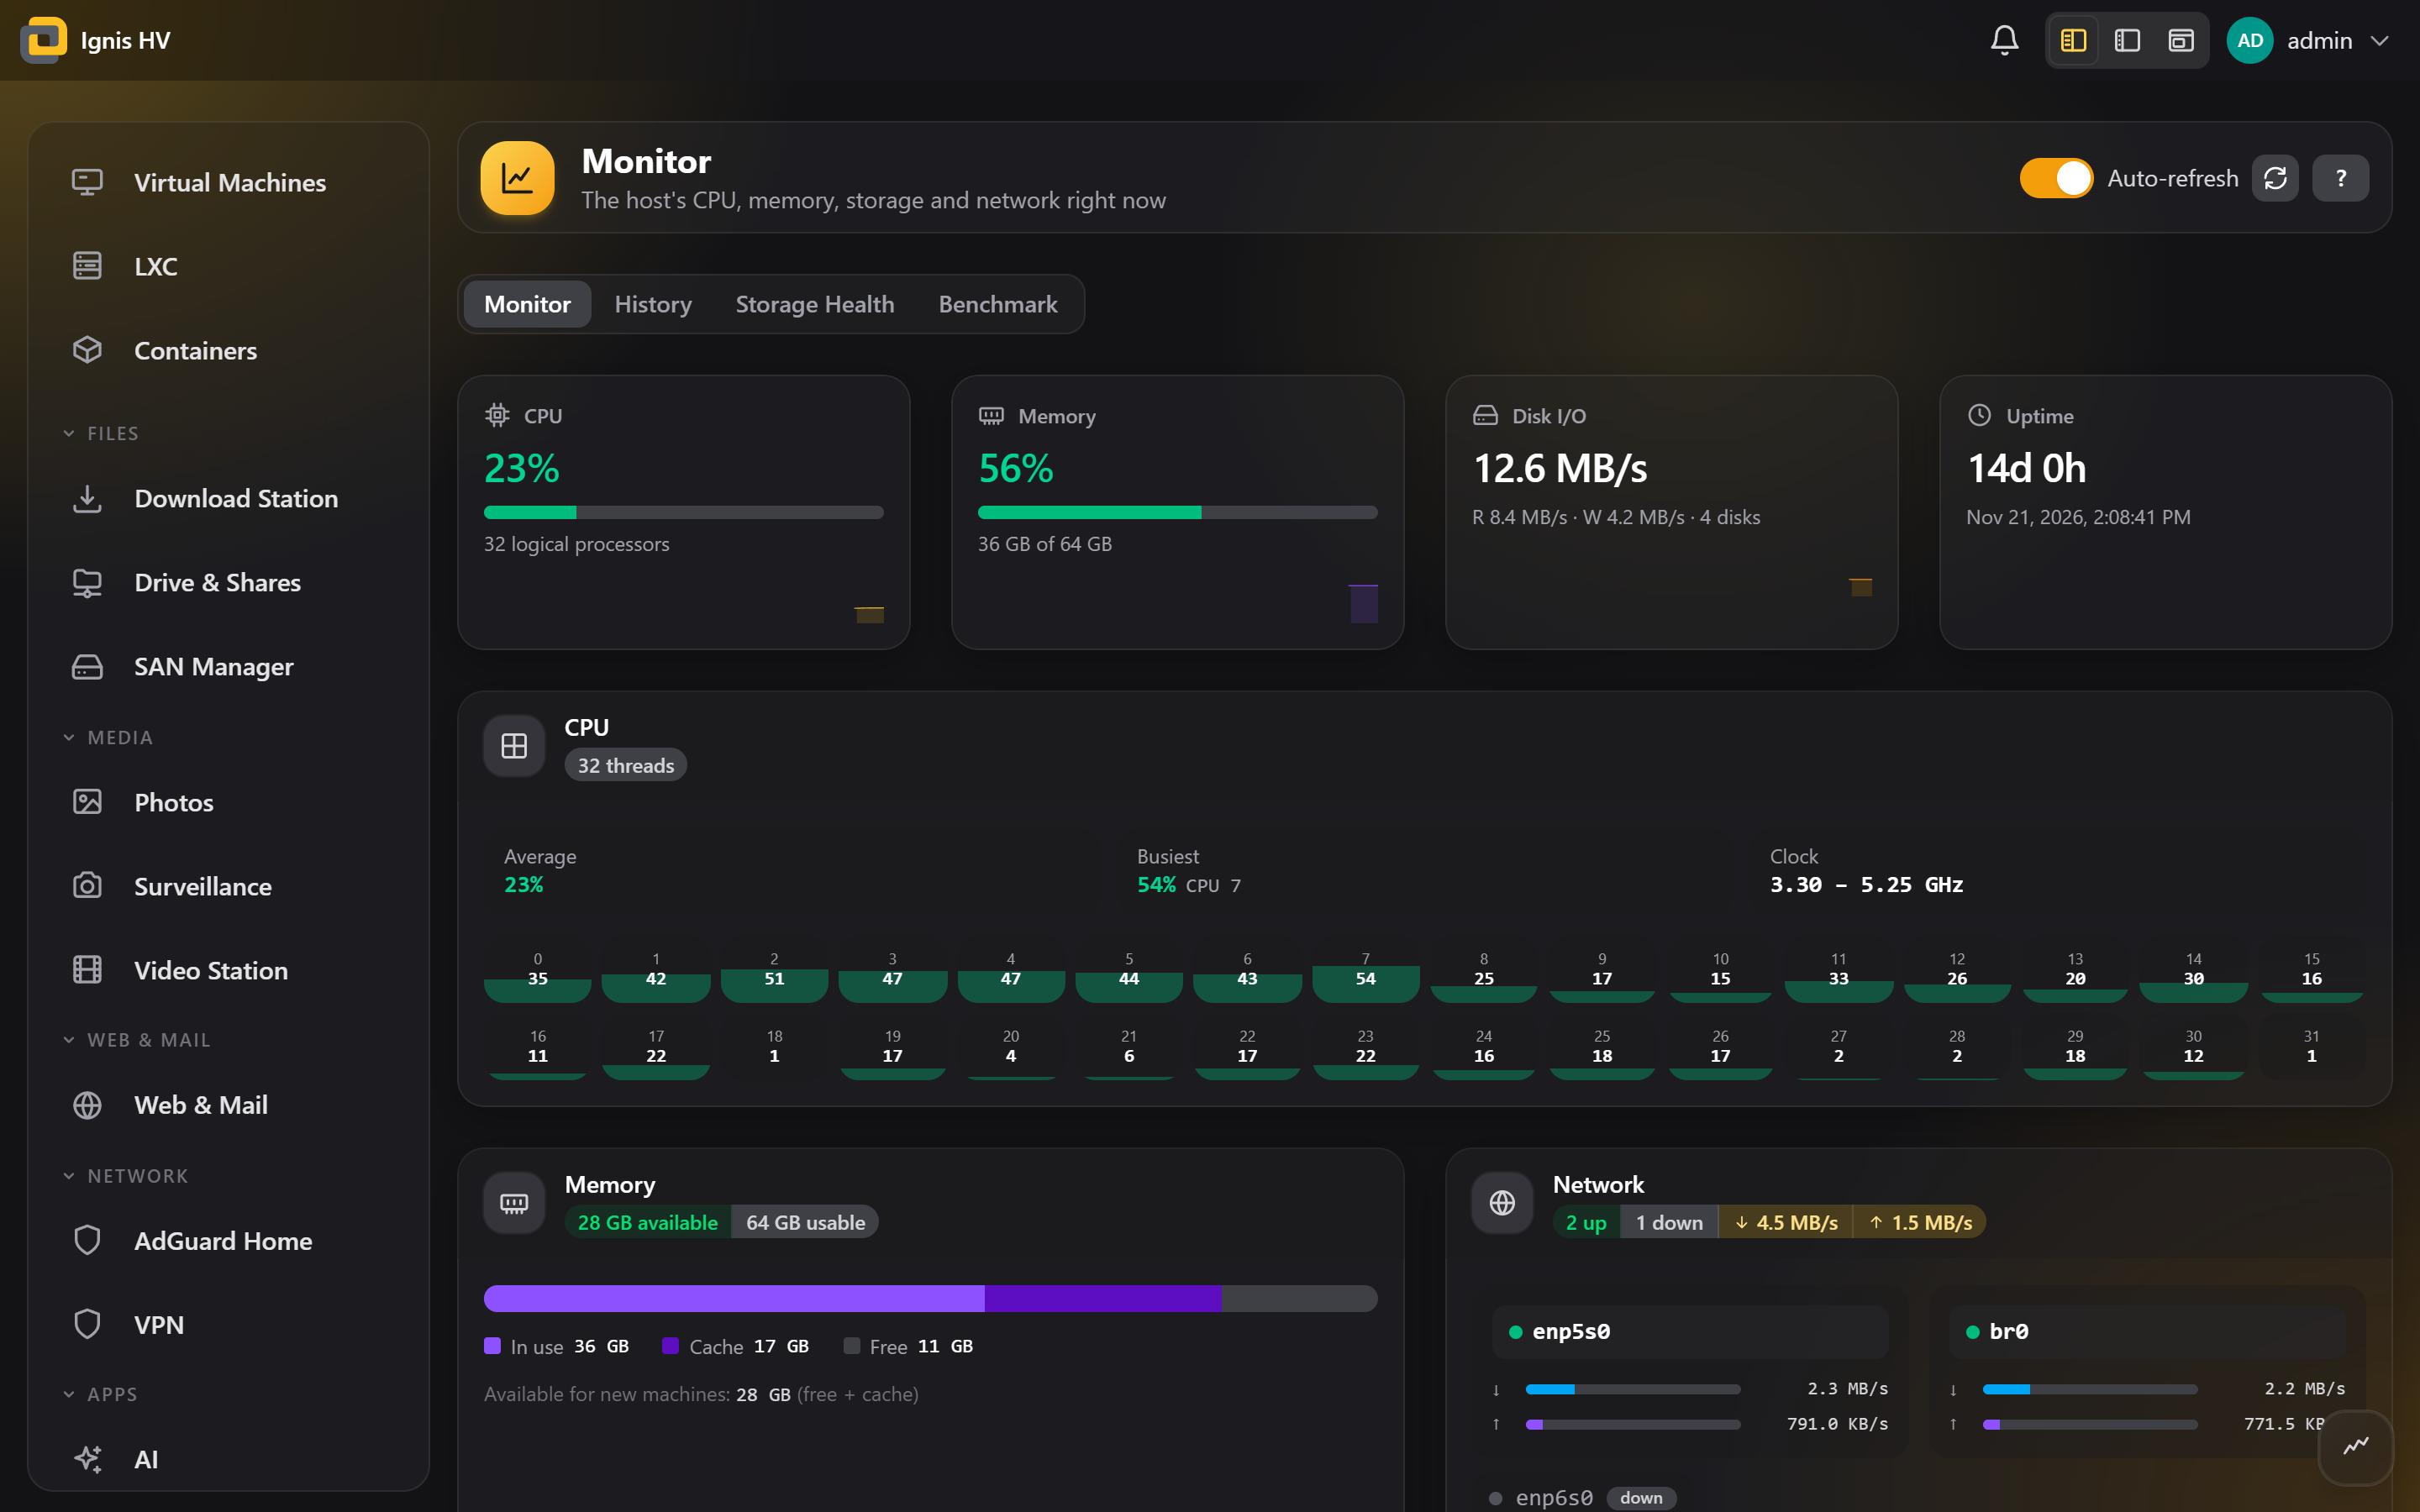 Ignis HV
AD admin
Virtual Machines
LXC
Containers
FILES
Download Station
Drive & Shares
SAN Manager
MEDIA
Photos
Surveillance
Video Station
WEB & MAIL
Web & Mail
NETWORK
AdGuard Home
VPN
APPS
AI
Monitor
The host's CPU, memory, storage and network right now
Auto-refresh ?
Monitor History Storage Health Benchmark
CPU
23%
32 logical processors
Memory
56%
36 GB of 64 GB
Disk I/O
12.6 MB/s
R 8.4 MB/s · W 4.2 MB/s · 4 disks
Uptime
14d 0h
Nov 21, 2026, 2:08:41 PM
CPU
32 threads
Average
23%
Busiest
54% CPU 7
Clock
3.30 – 5.25 GHz
0 1 2 3 4 5 6 7 8 9 10 11 12 13 14 15
35 42 51 47 47 44 43 54 25 17 15 33 26 20 30 16
16 17 18 19 20 21 22 23 24 25 26 27 28 29 30 31
11 22 1 17 4 6 17 22 16 18 17 2 2 18 12 1
Memory
28 GB available 64 GB usable
In use 36 GB Cache 17 GB Free 11 GB
Available for new machines: 28 GB (free + cache)
Network
2 up 1 down ↓ 4.5 MB/s ↑ 1.5 MB/s
enp5s0
↓ 2.3 MB/s
↑ 791.0 KB/s
br0
↓ 2.2 MB/s
↑ 771.5
enp6s0 down